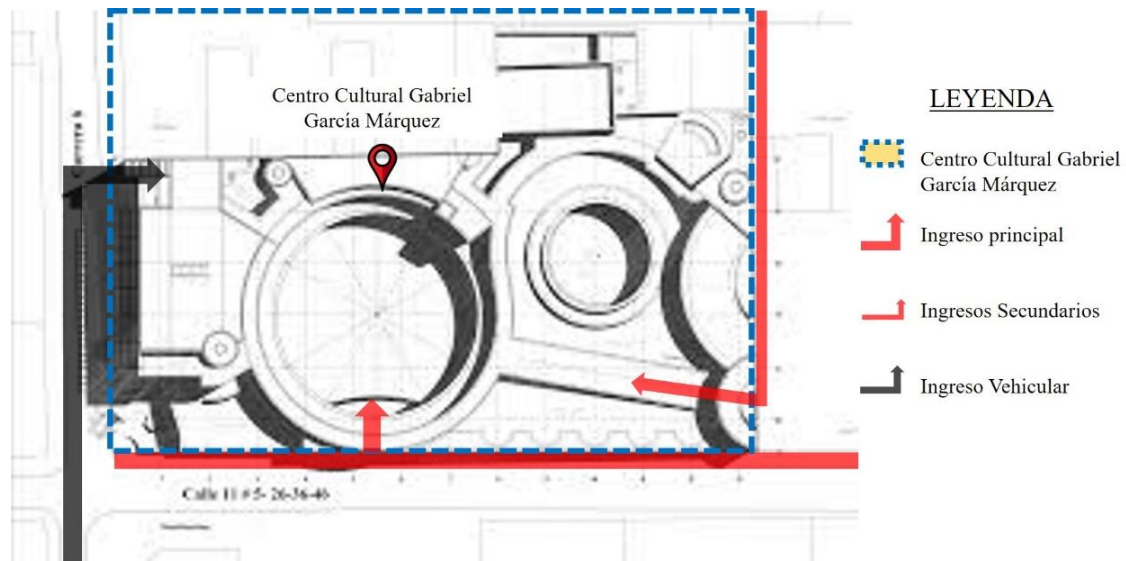 Centro Cultural Gabriel
García Márquez
LEYENDA
Centro Cultural Gabriel
García Márquez
Ingreso principal
Ingresos Secundarios
Ingreso Vehicular
Calle 11 # 5- 26-36-46